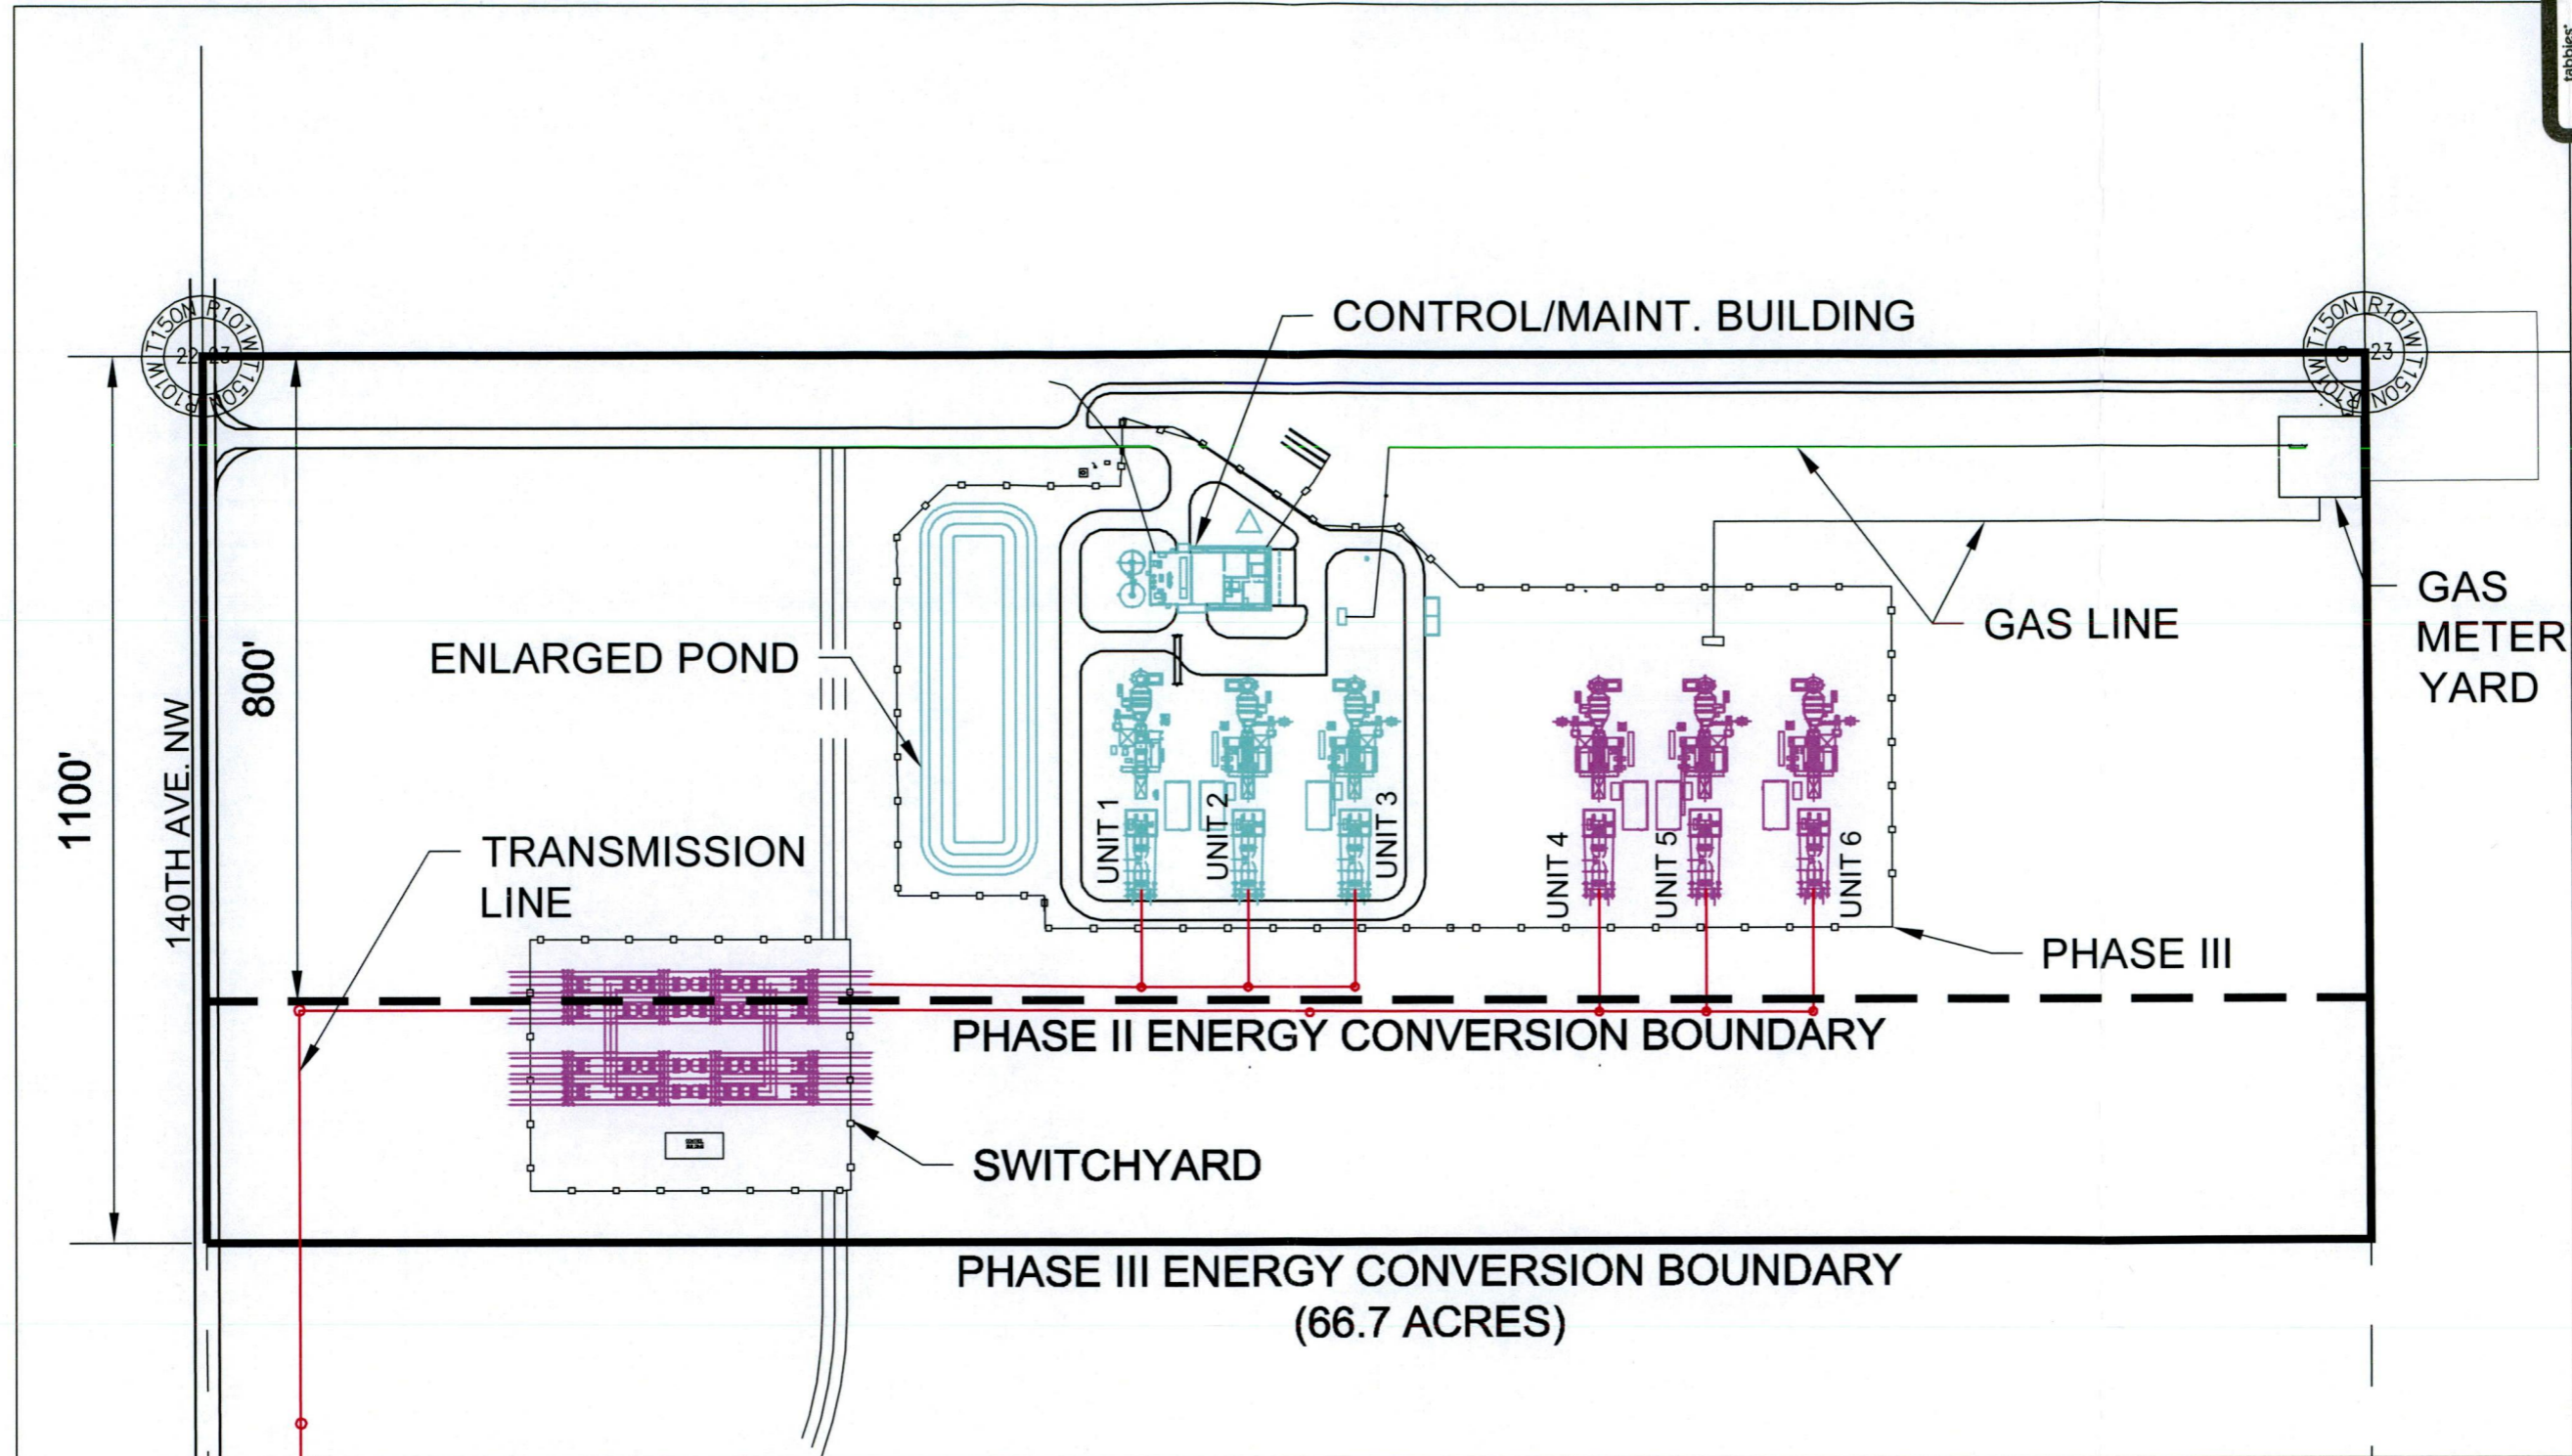 tabbies
CONTROL/MAINT. BUILDING
T150N R101W
22 23
R101W T150N
T150N R101W
23
R101W T150N
800'
1100'
140TH AVE. NW
ENLARGED POND
GAS LINE
GAS
METER
YARD
TRANSMISSION
LINE
UNIT 1
UNIT 2
UNIT 3
UNIT 4
UNIT 5
UNIT 6
PHASE III
PHASE II ENERGY CONVERSION BOUNDARY
SWITCHYARD
PHASE III ENERGY CONVERSION BOUNDARY
(66.7 ACRES)